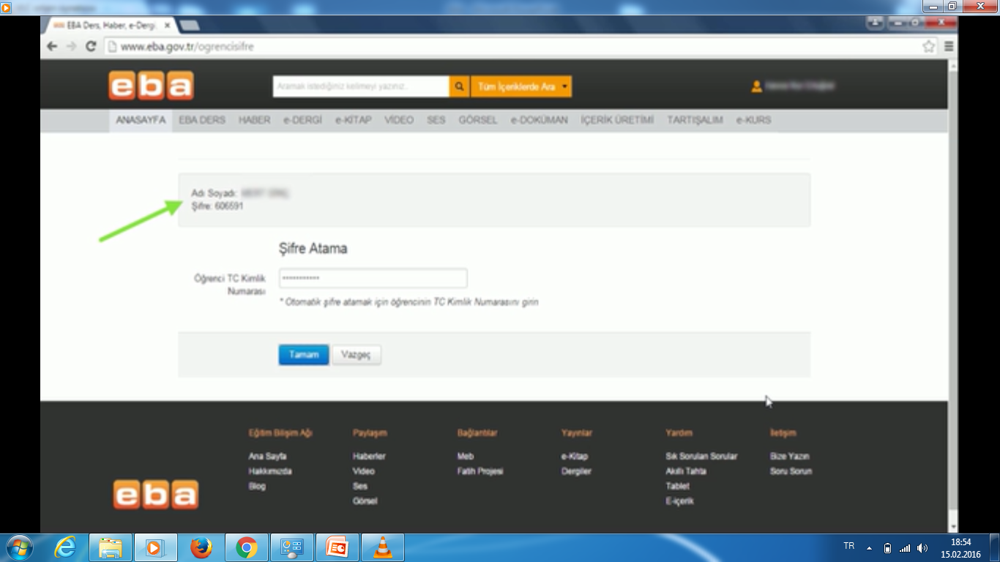 EBA Ders, Haber, e-Dergi
www.eba.gov.tr/ogrencisifre
eba
Aramak istediğiniz kelimeyi yazınız..
Tüm İçeriklerde Ara
ANASAYFA EBA DERS HABER e-DERGİ e-KİTAP VİDEO SES GÖRSEL e-DOKÜMAN İÇERİK ÜRETİMİ TARTIŞALIM e-KURS
Adı Soyadı:
Şifre: 606591
Şifre Atama
Öğrenci TC Kimlik
Numarası
* Otomatik şifre atamak için öğrencinin TC Kimlik Numarasını girin
Tamam Vazgeç
Eğitim Bilişim Ağı Paylaşım Bağlantılar Yayınlar Yardım İletişim
Ana Sayfa Haberler Meb e-Kitap Sık Sorulan Sorular Bize Yazın
Hakkımızda Video Fatih Projesi Dergiler Akıllı Tahta Soru Sorun
Blog Ses Tablet
Görsel E-içerik
eba
TR 18:54
15.02.2016